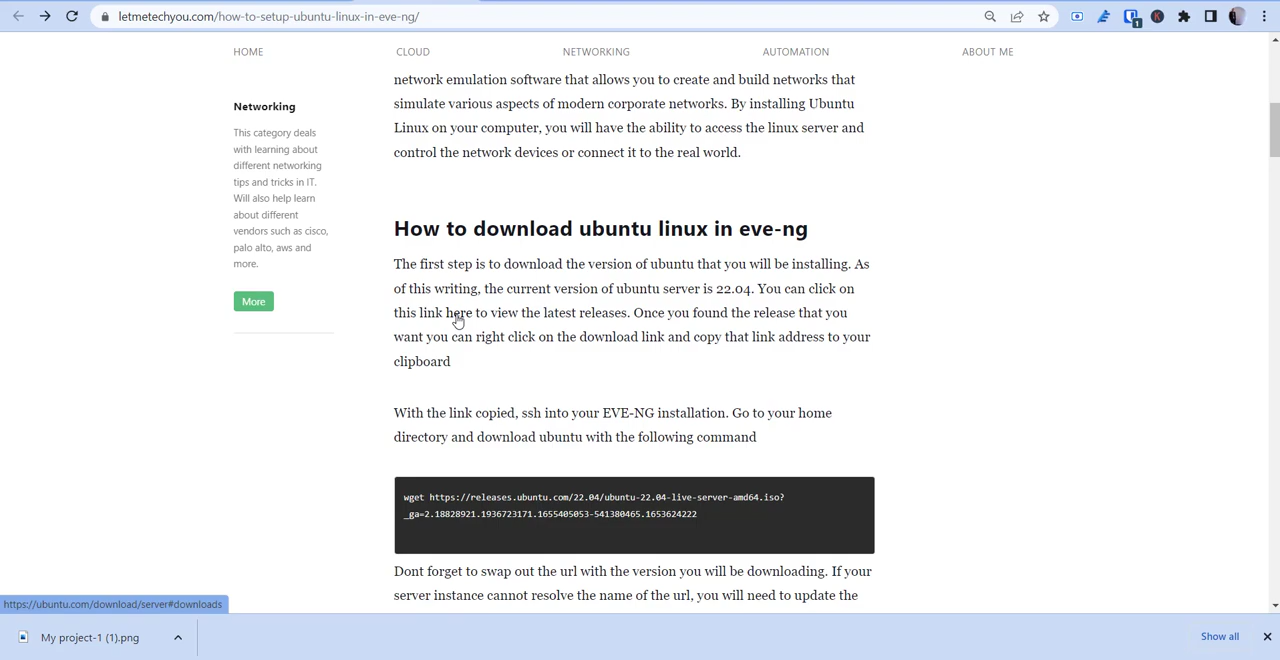 letmetechyou.com/how-to-setup-ubuntu-linux-in-eve-ng/
1
K
HOME
CLOUD
NETWORKING
AUTOMATION
ABOUT ME
Networking
This category deals
with learning about
different networking
tips and tricks in IT.
Will also help learn
about different
vendors such as cisco,
palo alto, aws and
more.
More
network emulation software that allows you to create and build networks that
simulate various aspects of modern corporate networks. By installing Ubuntu
Linux on your computer, you will have the ability to access the linux server and
control the network devices or connect it to the real world.
How to download ubuntu linux in eve-ng
The first step is to download the version of ubuntu that you will be installing. As
of this writing, the current version of ubuntu server is 22.04. You can click on
this link here to view the latest releases. Once you found the release that you
want you can right click on the download link and copy that link address to your
clipboard
With the link copied, ssh into your EVE-NG installation. Go to your home
directory and download ubuntu with the following command
wget https://releases.ubuntu.com/22.04/ubuntu-22.04-live-server-amd64.iso?
_ga=2.18828921.1936723171.1655405053-541380465.1653624222
Dont forget to swap out the url with the version you will be downloading. If your
server instance cannot resolve the name of the url, you will need to update the
https://ubuntu.com/download/server#downloads
My project-1 (1).png
Show all